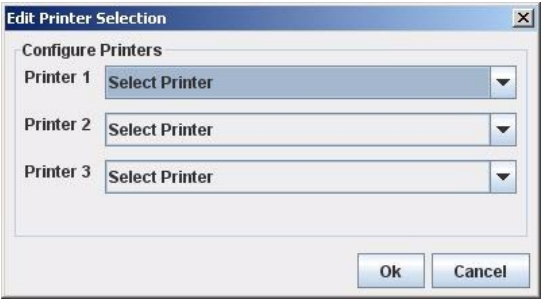 Edit Printer Selection
Configure Printers
Printer 1 Select Printer
Printer 2 Select Printer
Printer 3 Select Printer
Ok Cancel